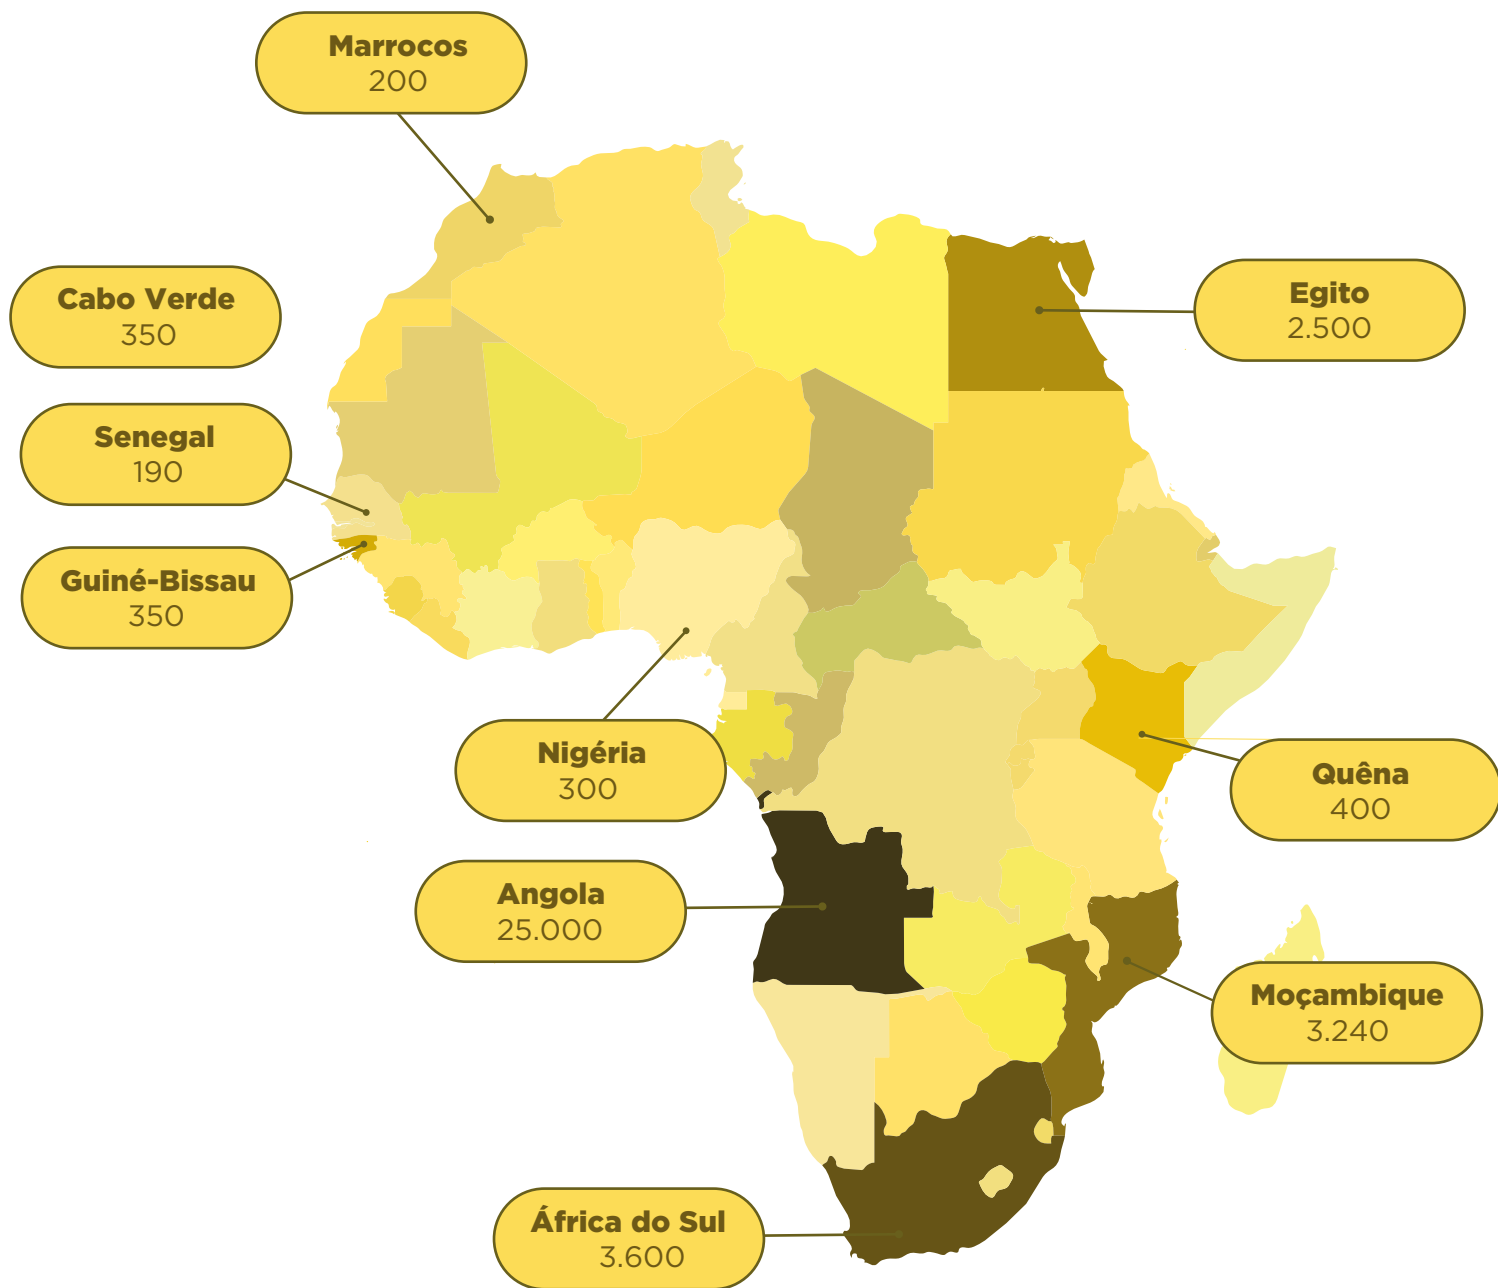 Marrocos
200
Cabo Verde
350
Egito
2.500
Senegal
190
Guiné-Bissau
350
Nigéria
300
Quêna
400
Angola
25.000
Moçambique
3.240
África do Sul
3.600